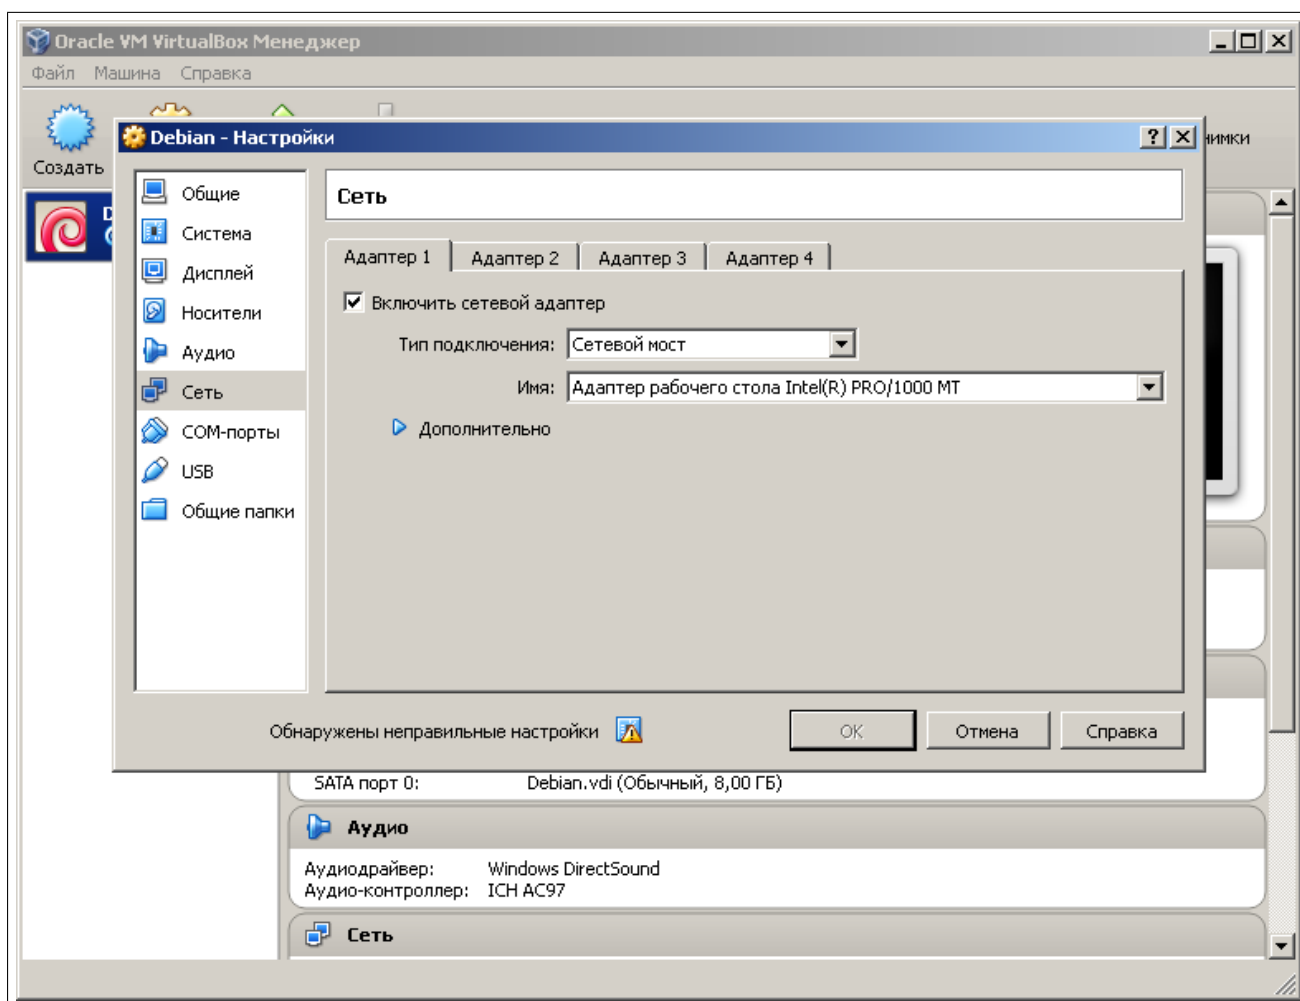 Oracle VM VirtualBox Менеджер
Файл Машина Справка
Создать
Debian - Настройки
Общие
Система
Дисплей
Носители
Аудио
Сеть
COM-порты
USB
Общие папки
Сеть
Адаптер 1 Адаптер 2 Адаптер 3 Адаптер 4
Включить сетевой адаптер
Тип подключения: Сетевой мост
Имя: Адаптер рабочего стола Intel(R) PRO/1000 MT
Дополнительно
Обнаружены неправильные настройки
OK Отмена Справка
SATA порт 0: Debian.vdi (Обычный, 8,00 ГБ)
Аудио
Аудиодрайвер: Windows DirectSound
Аудио-контроллер: ICH AC97
Сеть